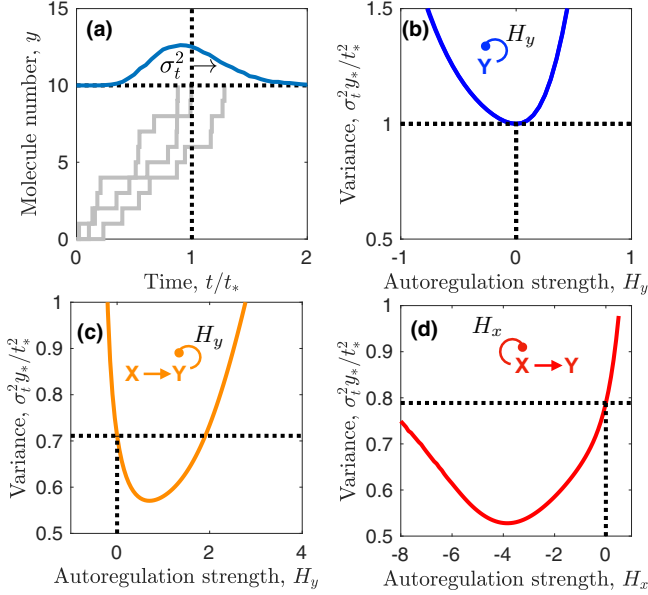 (a)
σ_t^2 →
Molecule number, y
15
10
5
0
0
1
2
Time, t/t_*
(b)
H_y
Y
Variance, σ_t^2 y_*/t_*^2
1.5
1
0.5
-1
0
1
Autoregulation strength, H_y
(c)
H_y
X → Y
Variance, σ_t^2 y_*/t_*^2
1
0.9
0.8
0.7
0.6
0.5
0
2
4
Autoregulation strength, H_y
(d)
H_x
X → Y
Variance, σ_t^2 y_*/t_*^2
1
0.9
0.8
0.7
0.6
0.5
-8
-6
-4
-2
0
Autoregulation strength, H_x